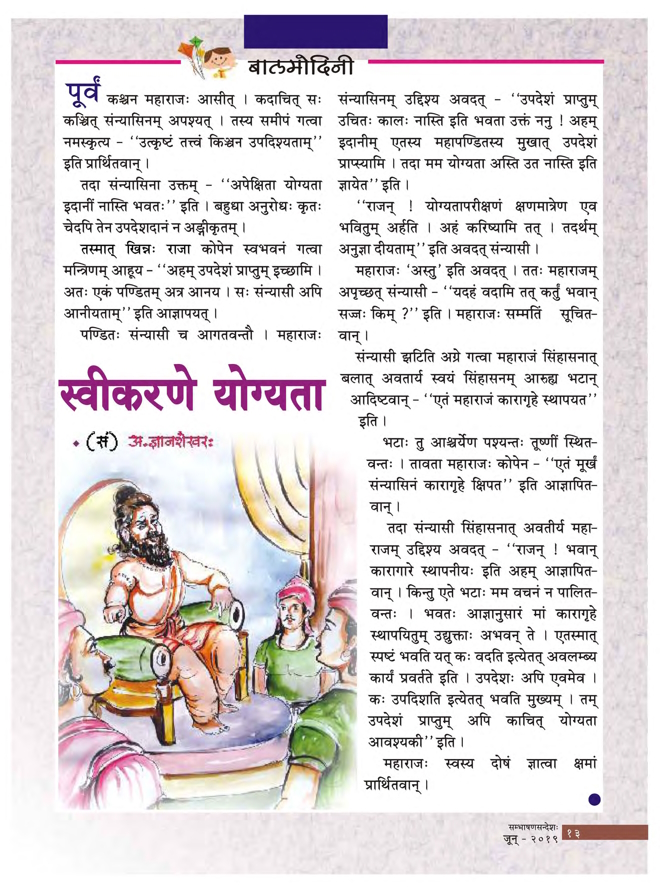 बालमोदिनी
पूर्वं कश्चन महाराजः आसीत् । कदाचित् सः
कञ्चित् संन्यासिनम् अपश्यत् । तस्य समीपं गत्वा
नमस्कृत्य – ‘‘उत्कृष्टं तत्त्वं किञ्चन उपदिश्यताम्’’
इति प्रार्थितवान् ।
तदा संन्यासिना उक्तम् – ‘‘अपेक्षिता योग्यता
इदानीं नास्ति भवतः’’ इति । बहुधा अनुरोधः कृतः
चेदपि तेन उपदेशदानं न अङ्गीकृतम् ।
तस्मात् खिन्नः राजा कोपेन स्वभवनं गत्वा
मन्त्रिणम् आहूय – ‘‘अहम् उपदेशं प्राप्तुम् इच्छामि ।
अतः एकं पण्डितम् अत्र आनय । सः संन्यासी अपि
आनीयताम्’’ इति आज्ञापयत् ।
पण्डितः संन्यासी च आगतवन्तौ । महाराजः
स्वीकरणे योग्यता
• (सं) अ.ज्ञानशेखरः
संन्यासिनम् उद्दिश्य अवदत् – ‘‘उपदेशं प्राप्तुम्
उचितः कालः नास्ति इति भवता उक्तं ननु ! अहम्
इदानीम् एतस्य महापण्डितस्य मुखात् उपदेशं
प्राप्स्यामि । तदा मम योग्यता अस्ति उत नास्ति इति
ज्ञायेत’’ इति ।
‘‘राजन् ! योग्यतापरीक्षणं क्षणमात्रेण एव
भवितुम् अर्हति । अहं करिष्यामि तत् । तदर्थम्
अनुज्ञा दीयताम्’’ इति अवदत् संन्यासी ।
महाराजः ‘अस्तु’ इति अवदत् । ततः महाराजम्
अपृच्छत् संन्यासी – ‘‘यदहं वदामि तत् कर्तुं भवान्
सज्जः किम् ?’’ इति । महाराजः सम्मतिं सूचित–
वान् ।
संन्यासी झटिति अग्रे गत्वा महाराजं सिंहासनात्
बलात् अवतार्य स्वयं सिंहासनम् आरुह्य भटान्
आदिष्टवान् – ‘‘एतं महाराजं कारागृहे स्थापयत’’
इति ।
भटाः तु आश्चर्येण पश्यन्तः तूष्णीं स्थित–
वन्तः । तावता महाराजः कोपेन – ‘‘एतं मूर्खं
संन्यासिनं कारागृहे क्षिपत’’ इति आज्ञापित–
वान् ।
तदा संन्यासी सिंहासनात् अवतीर्य महा–
राजम् उद्दिश्य अवदत् – ‘‘राजन् ! भवान्
कारागारे स्थापनीयः इति अहम् आज्ञापित–
वान् । किन्तु एते भटाः मम वचनं न पालित–
वन्तः । भवतः आज्ञानुसारं मां कारागृहे
स्थापयितुम् उद्युक्ताः अभवन् ते । एतस्मात्
स्पष्टं भवति यत् कः वदति इत्येतत् अवलम्ब्य
कार्यं प्रवर्तते इति । उपदेशः अपि एवमेव ।
कः उपदिशति इत्येतत् भवति मुख्यम् । तम्
उपदेशं प्राप्तुम् अपि काचित् योग्यता
आवश्यकी’’ इति ।
महाराजः स्वस्य दोषं ज्ञात्वा क्षमां
प्रार्थितवान् ।
सम्भाषणसन्देशः
जून् – २०१९
१३